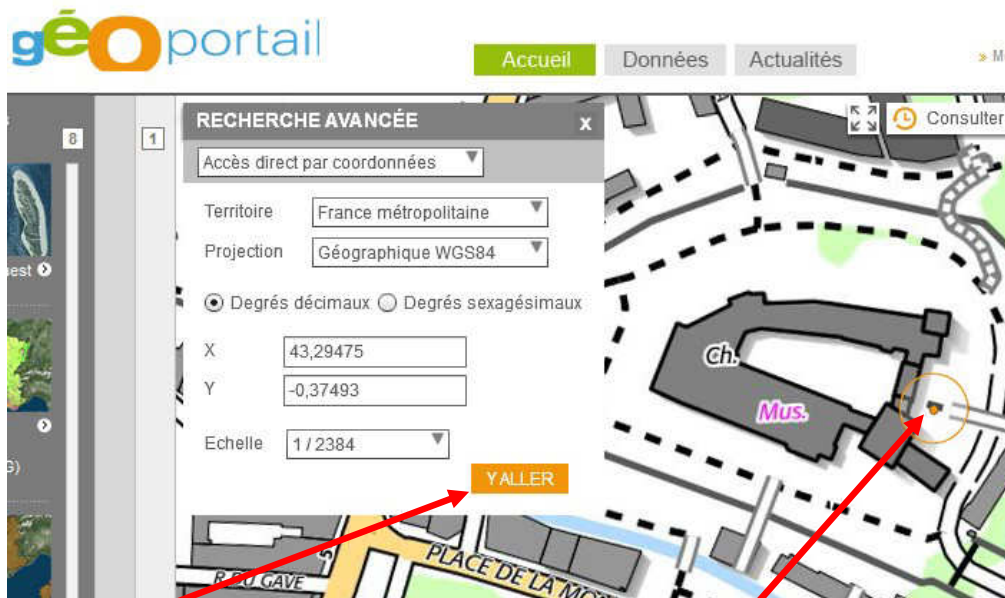 géoportail
Accueil Données Actualités » M
RECHERCHE AVANCÉE x
8
1
Accès direct par coordonnées
Consulter
Territoire France métropolitaine
Projection Géographique WGS84
Degrés décimaux Degrés sexagésimaux
X 43,29475
Y -0,37493
Echelle 1 / 2384
Y ALLER
Ch.
Mus.
PLACE DE LA MO
R DU GAVE